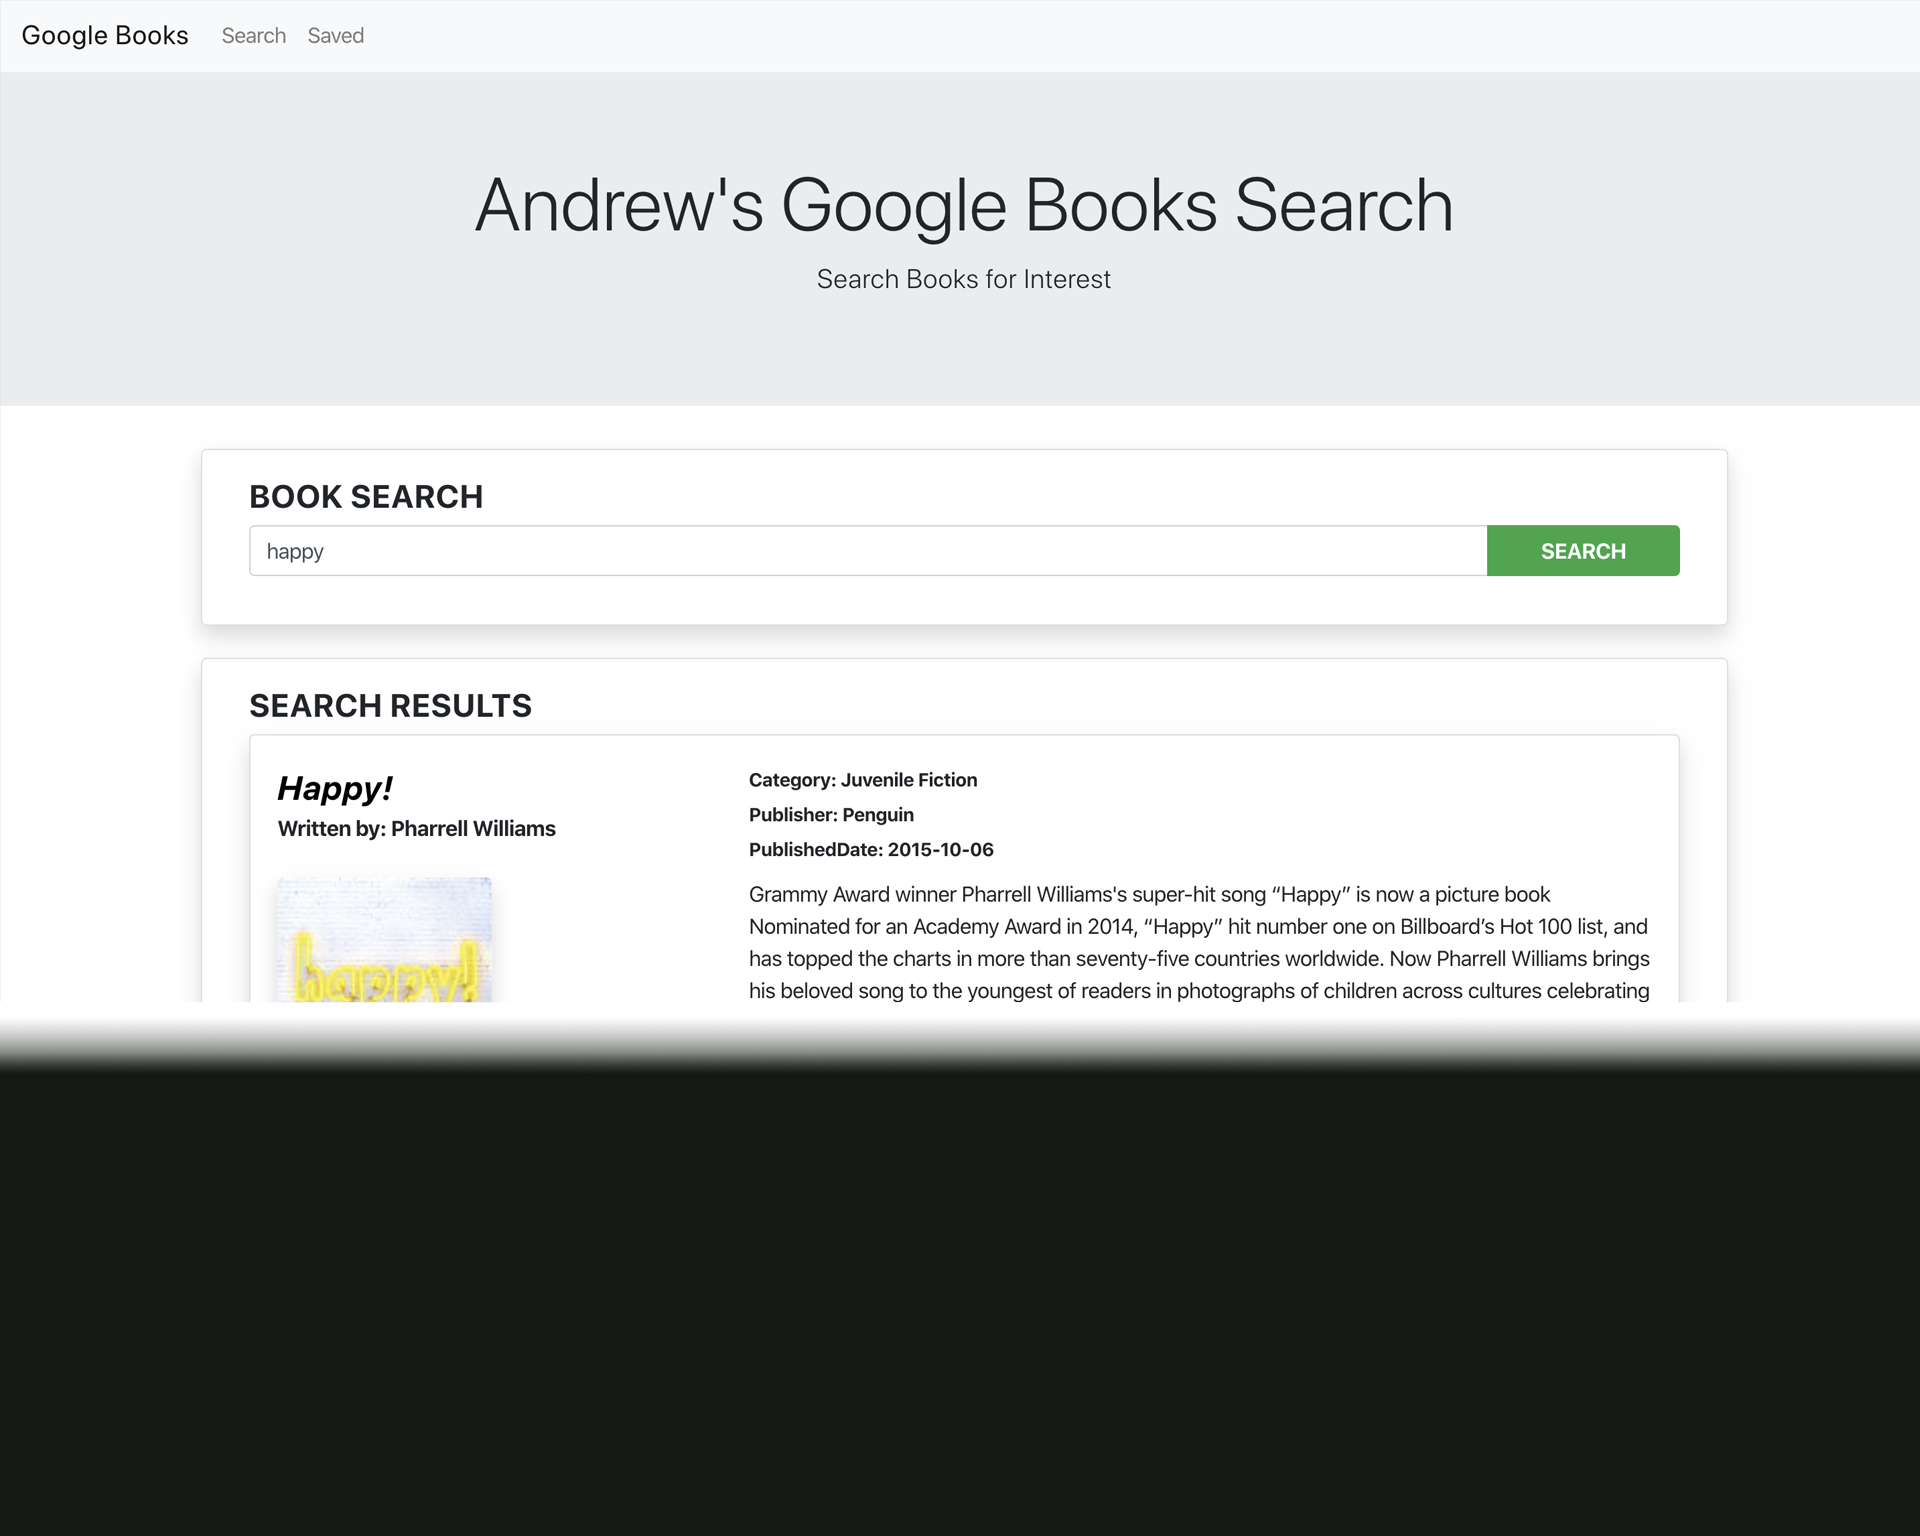 Google Books Search Saved
Andrew's Google Books Search
Search Books for Interest
BOOK SEARCH
happy
SEARCH
SEARCH RESULTS
Happy!
Written by: Pharrell Williams
happy!
Category: Juvenile Fiction
Publisher: Penguin
PublishedDate: 2015-10-06
Grammy Award winner Pharrell Williams's super-hit song “Happy” is now a picture book
Nominated for an Academy Award in 2014, “Happy” hit number one on Billboard’s Hot 100 list, and
has topped the charts in more than seventy-five countries worldwide. Now Pharrell Williams brings
his beloved song to the youngest of readers in photographs of children across cultures celebrating